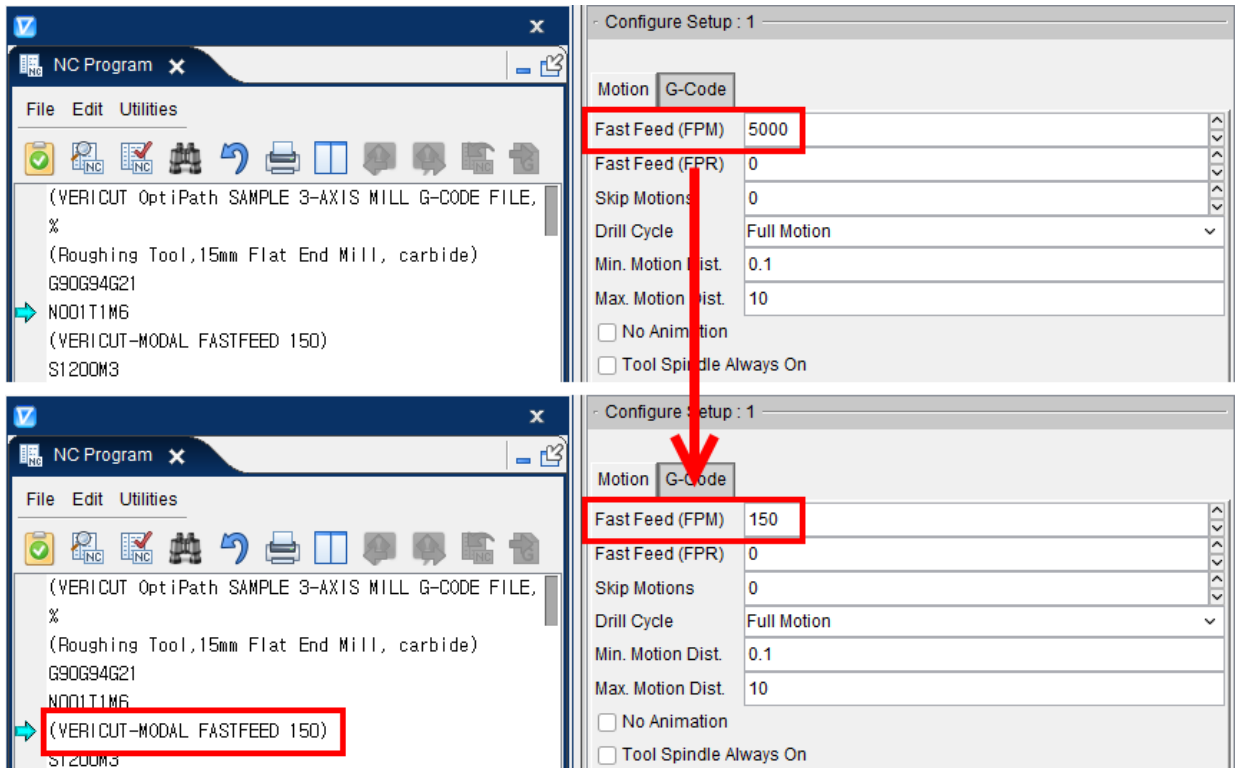 NC Program
File Edit Utilities
(VERICUT OptiPath SAMPLE 3-AXIS MILL G-CODE FILE,
%
(Roughing Tool,15mm Flat End Mill, carbide)
G90G94G21
N001T1M6
(VERICUT-MODAL FASTFEED 150)
S1200M3
Configure Setup : 1
Motion G-Code
Fast Feed (FPM) 5000
Fast Feed (FPR) 0
Skip Motions 0
Drill Cycle Full Motion
Min. Motion Dist. 0.1
Max. Motion Dist. 10
No Animation
Tool Spindle Always On
NC Program
File Edit Utilities
(VERICUT OptiPath SAMPLE 3-AXIS MILL G-CODE FILE,
%
(Roughing Tool,15mm Flat End Mill, carbide)
G90G94G21
N001T1M6
(VERICUT-MODAL FASTFEED 150)
S1200M3
Configure Setup : 1
Motion G-Code
Fast Feed (FPM) 150
Fast Feed (FPR) 0
Skip Motions 0
Drill Cycle Full Motion
Min. Motion Dist. 0.1
Max. Motion Dist. 10
No Animation
Tool Spindle Always On